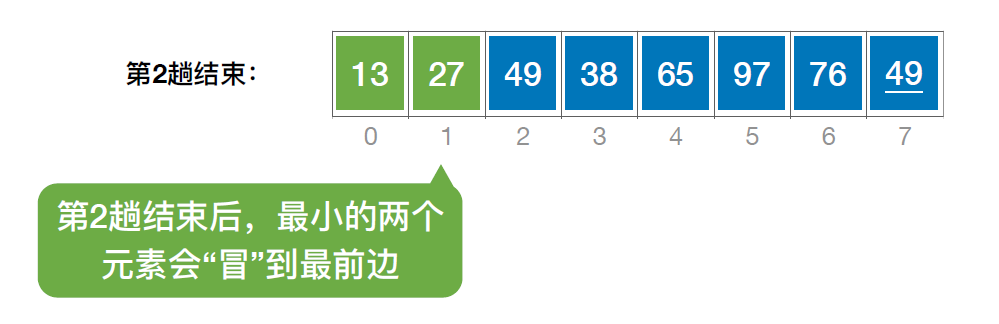 第2趟结束：
13 27 49 38 65 97 76 49
0 1 2 3 4 5 6 7
第2趟结束后，最小的两个
元素会“冒”到最前边